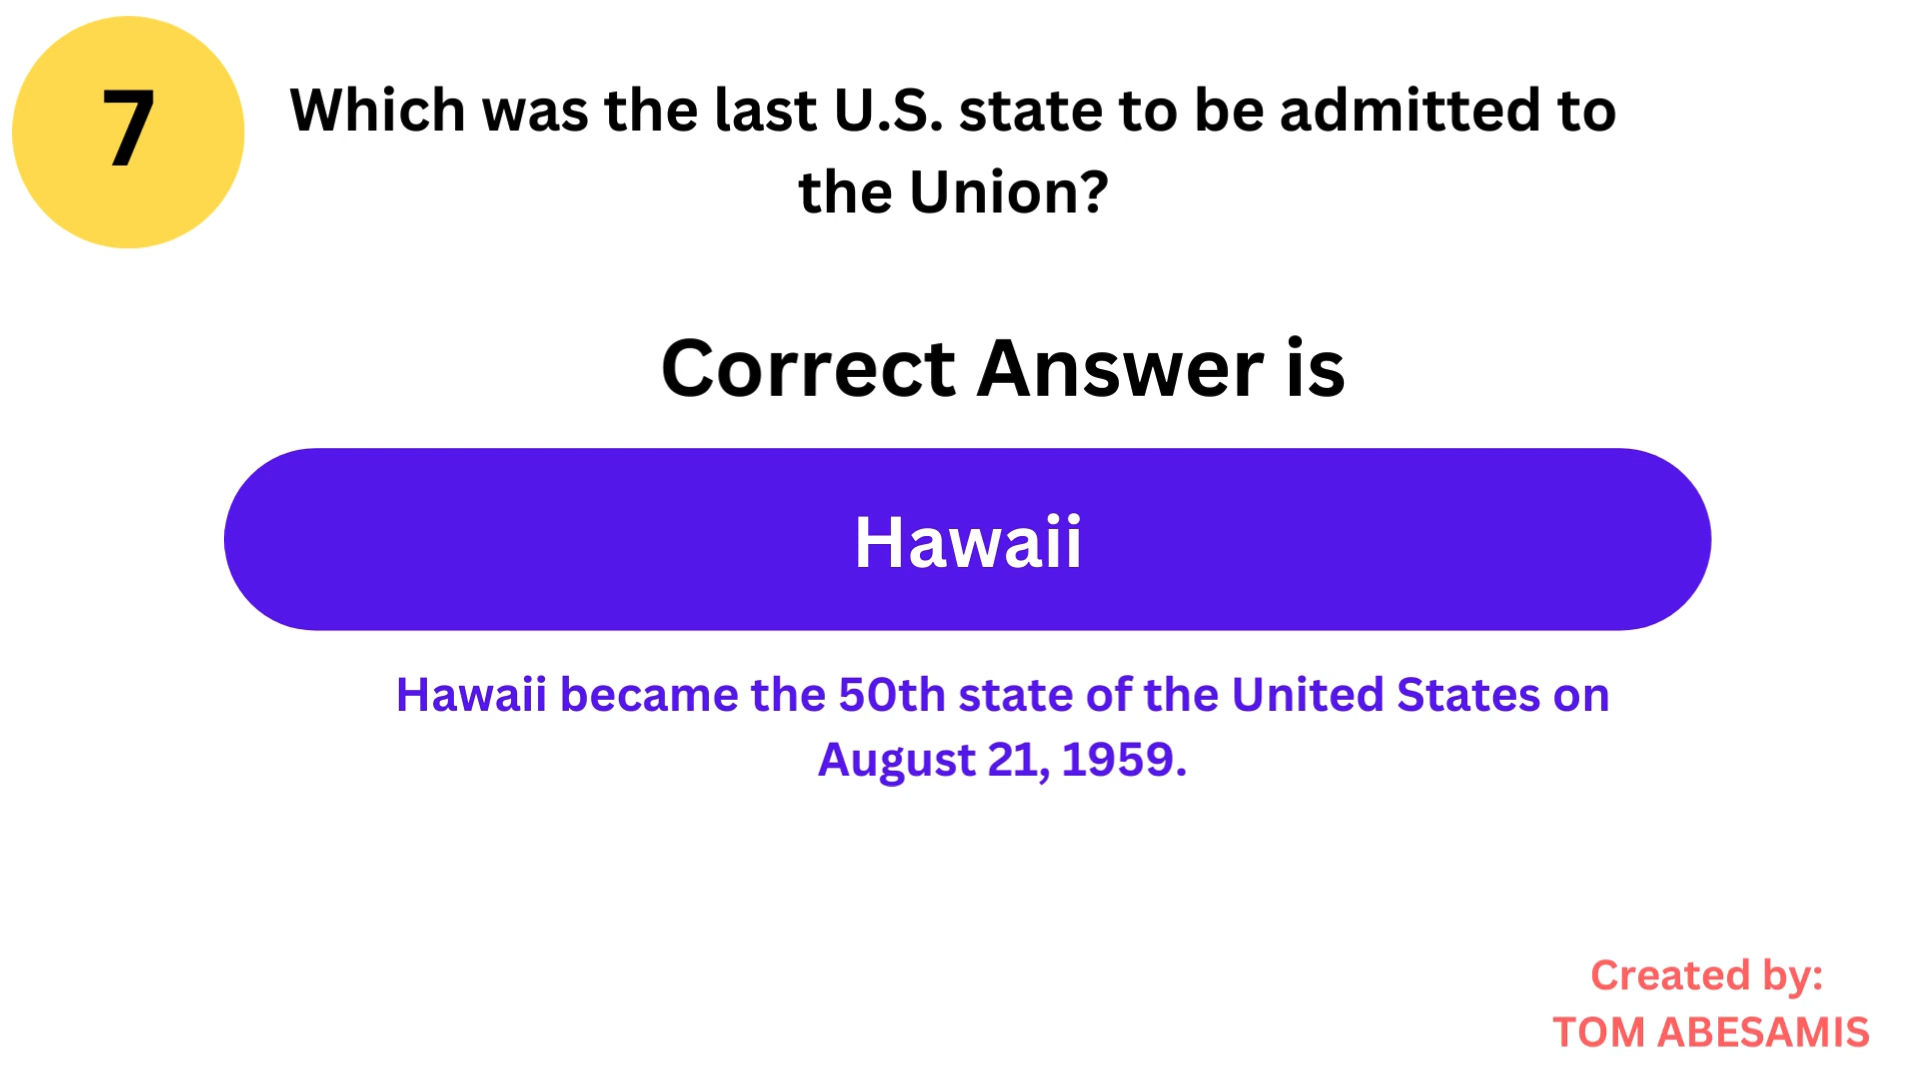 7
Which was the last U.S. state to be admitted to
the Union?
Correct Answer is
Hawaii
Hawaii became the 50th state of the United States on
August 21, 1959.
Created by:
TOM ABESAMIS